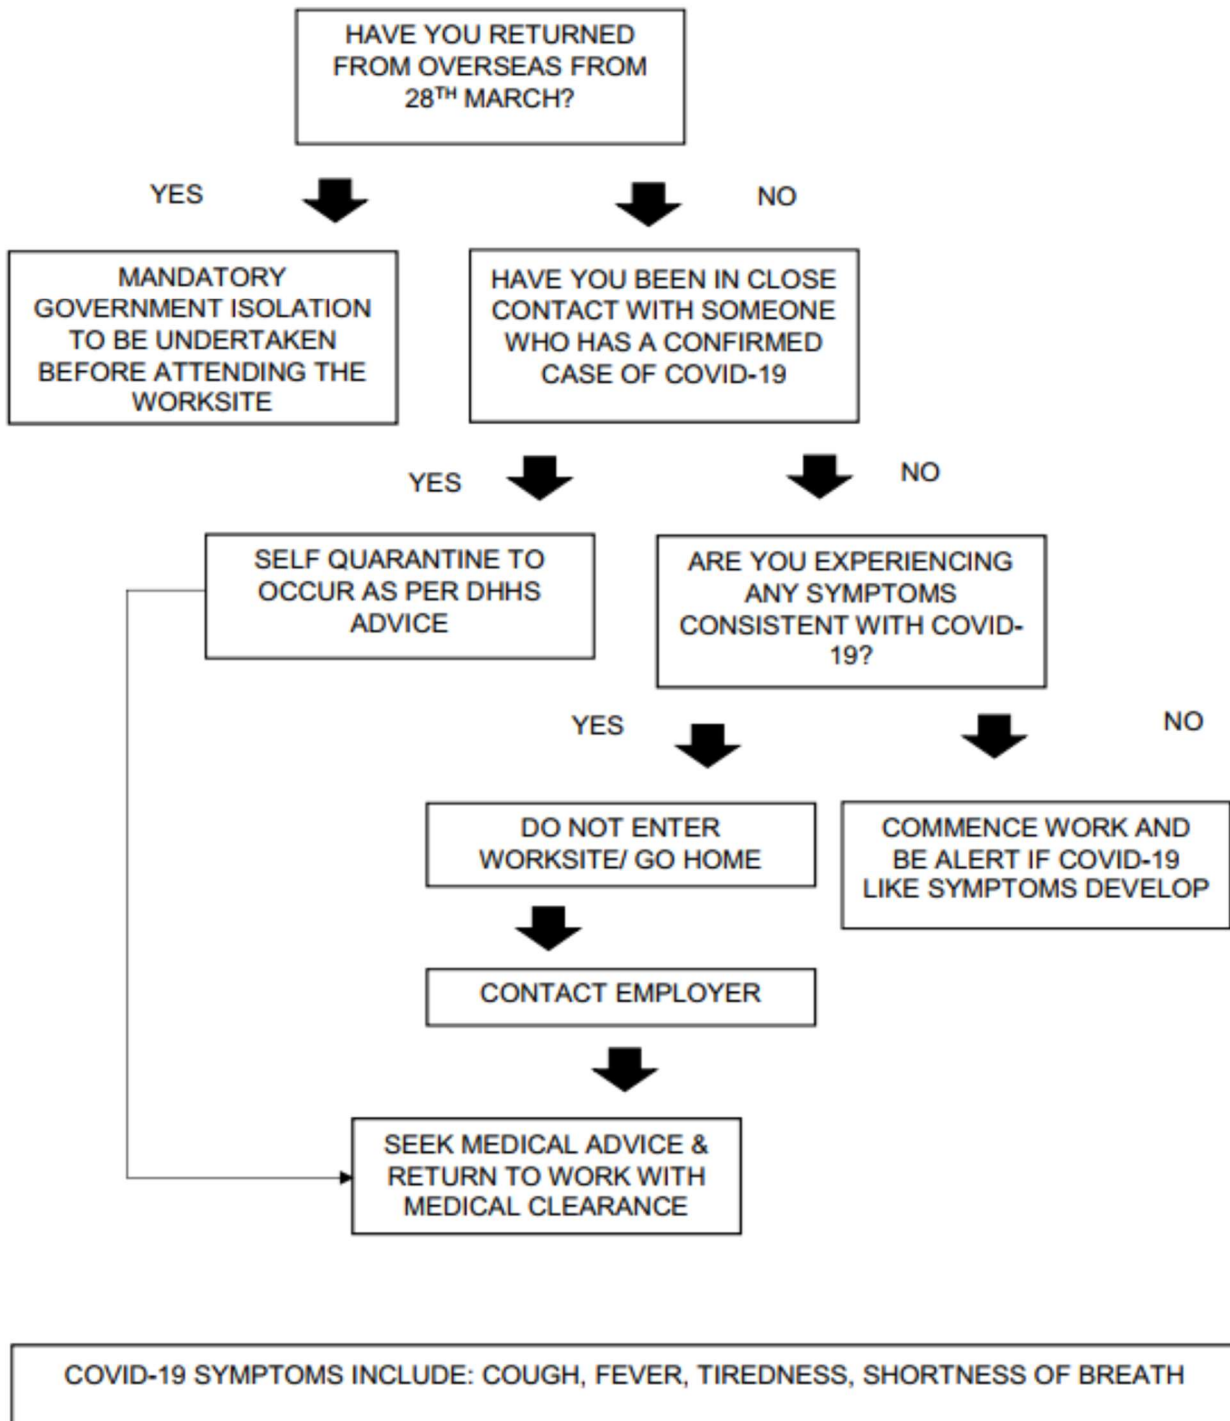 HAVE YOU RETURNED
FROM OVERSEAS FROM
28TH MARCH?
YES
NO
MANDATORY
GOVERNMENT ISOLATION
TO BE UNDERTAKEN
BEFORE ATTENDING THE
WORKSITE
HAVE YOU BEEN IN CLOSE
CONTACT WITH SOMEONE
WHO HAS A CONFIRMED
CASE OF COVID-19
YES
NO
SELF QUARANTINE TO
OCCUR AS PER DHHS
ADVICE
ARE YOU EXPERIENCING
ANY SYMPTOMS
CONSISTENT WITH COVID-
19?
YES
NO
DO NOT ENTER
WORKSITE/ GO HOME
COMMENCE WORK AND
BE ALERT IF COVID-19
LIKE SYMPTOMS DEVELOP
CONTACT EMPLOYER
SEEK MEDICAL ADVICE &
RETURN TO WORK WITH
MEDICAL CLEARANCE
COVID-19 SYMPTOMS INCLUDE: COUGH, FEVER, TIREDNESS, SHORTNESS OF BREATH